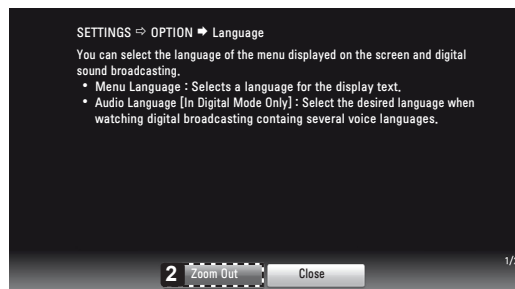 SETTINGS ⇨ OPTION ➡ Language
You can select the language of the menu displayed on the screen and digital
sound broadcasting.
• Menu Language : Selects a language for the display text.
• Audio Language [In Digital Mode Only] : Select the desired language when
watching digital broadcasting containg several voice languages.
2 Zoom Out Close